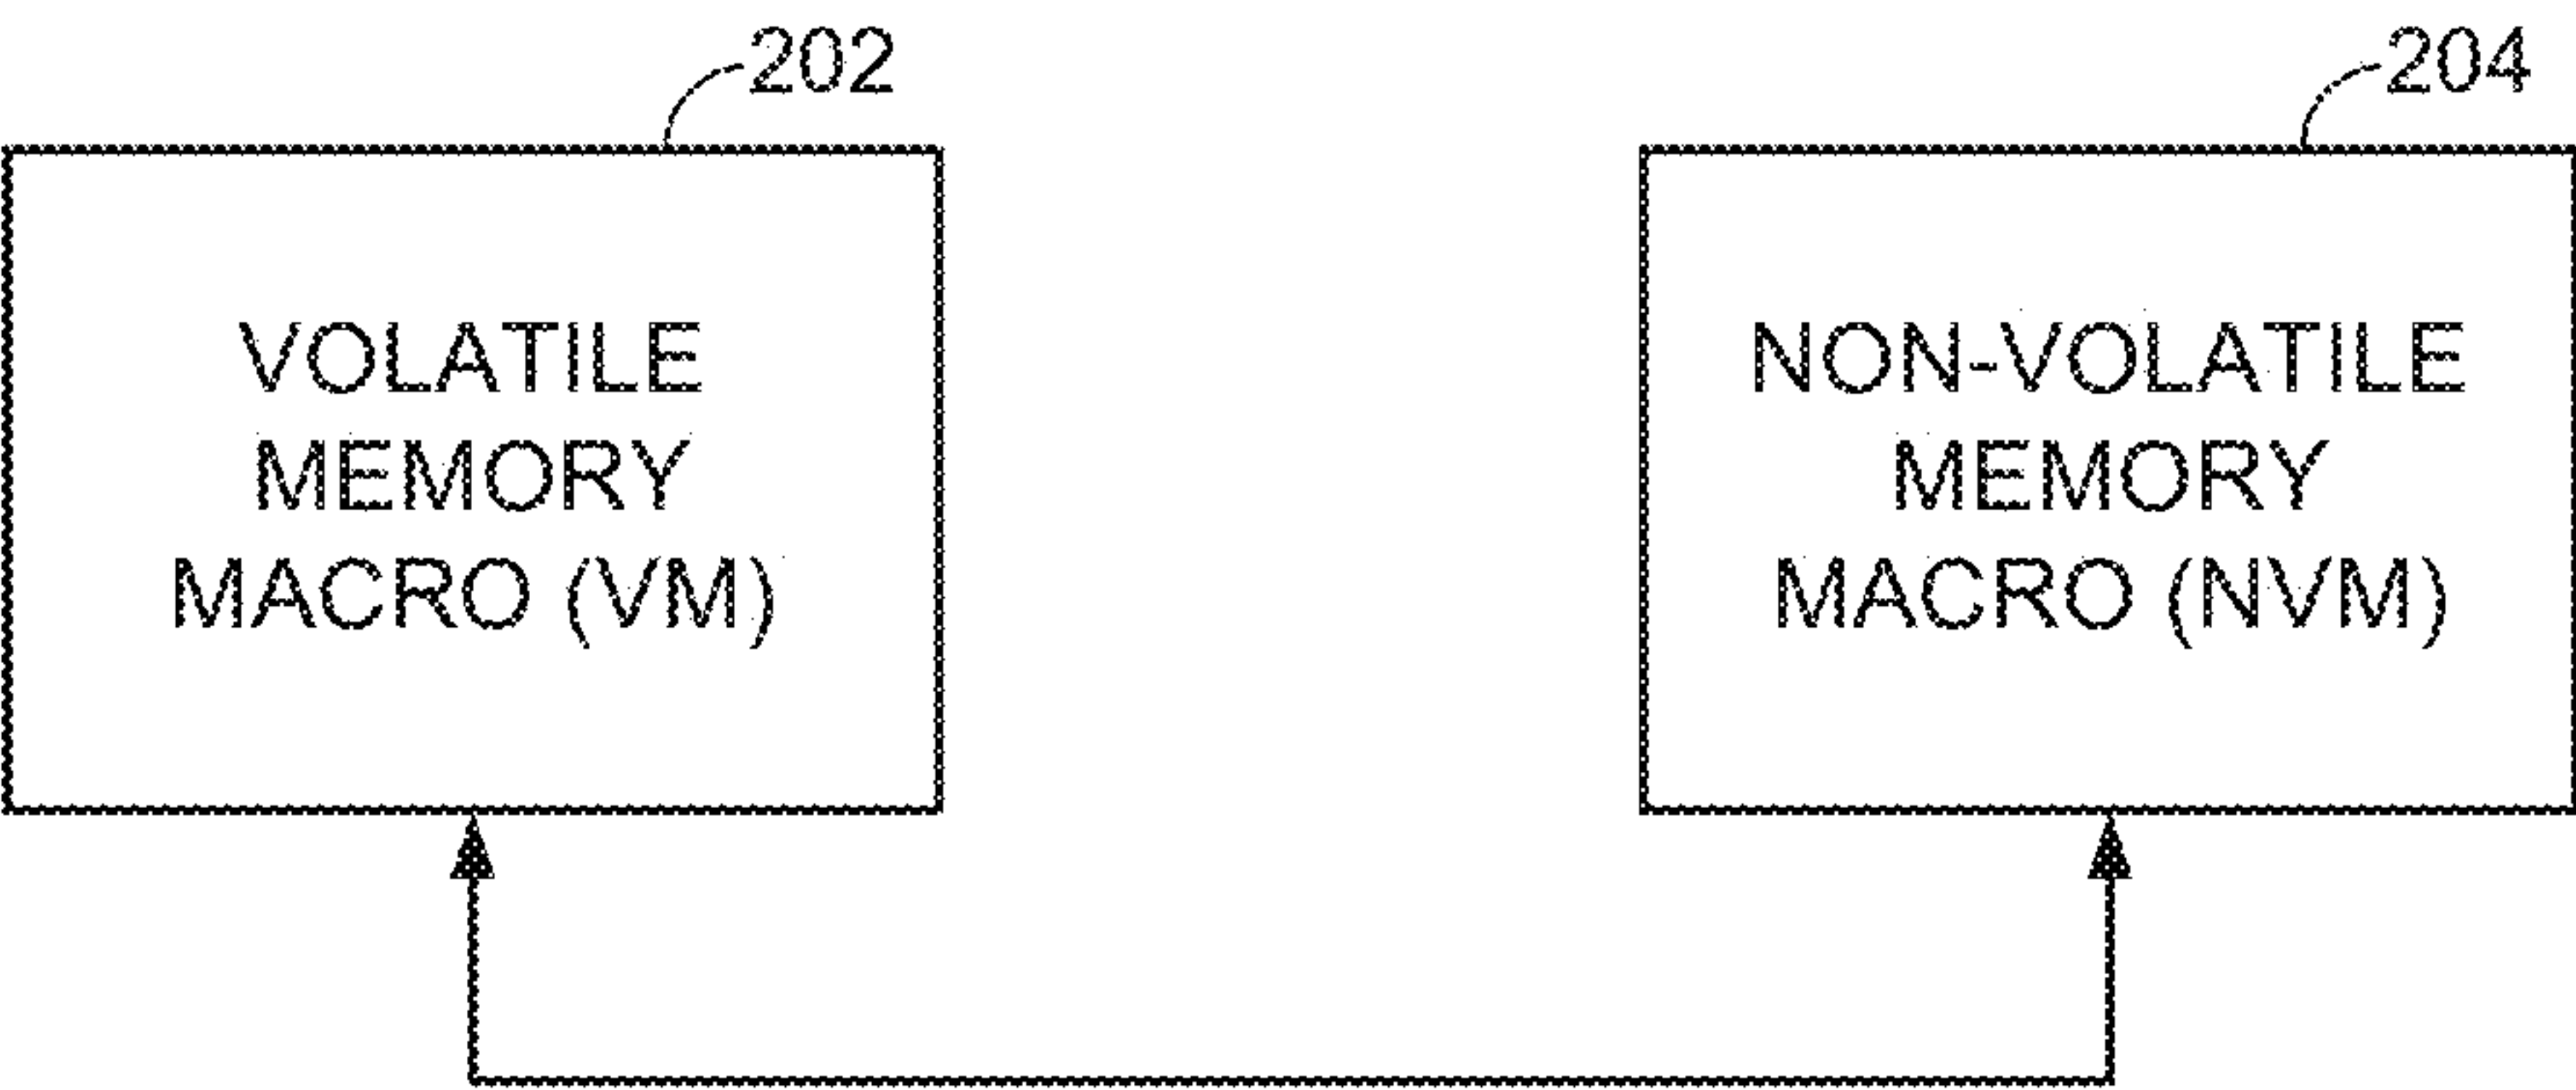 202
204
VOLATILE
MEMORY
MACRO (VM)
NON-VOLATILE
MEMORY
MACRO (NVM)